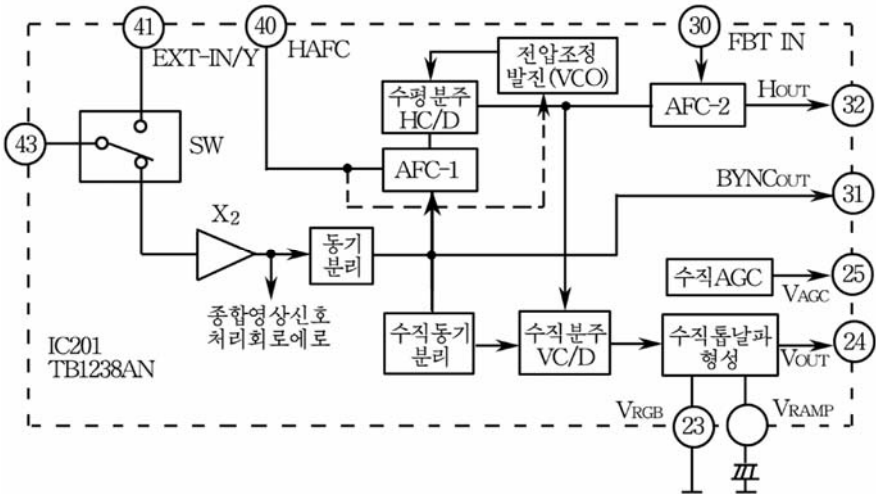 41
EXT-IN/Y
40
HAFC
전압조정
발진(VCO)
30
FBT IN
수평분주
HC/D
AFC-2
HOUT
32
43
SW
AFC-1
BYNCOUT
31
X2
동기
분리
수직AGC
VAGC
25
종합영상신호
처리회로에로
수직동기
분리
수직분주
VC/D
수직톱날파
형성
VOUT
24
IC201
TB1238AN
VRGB
23
VRAMP